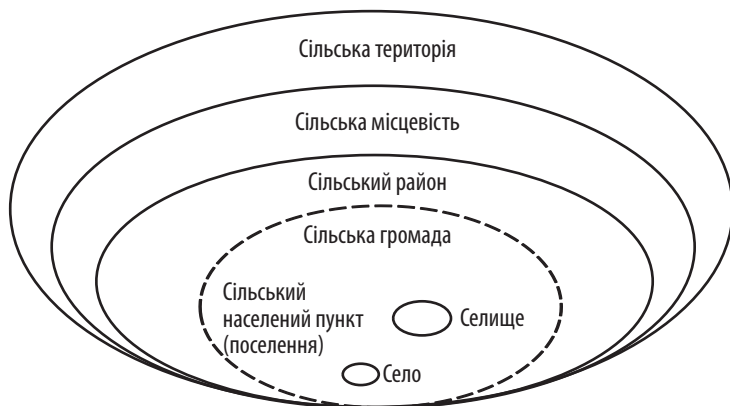 Сільська територія
Сільська місцевість
Сільський район
Сільська громада
Сільський
населений пункт
(поселення)
Селище
Село